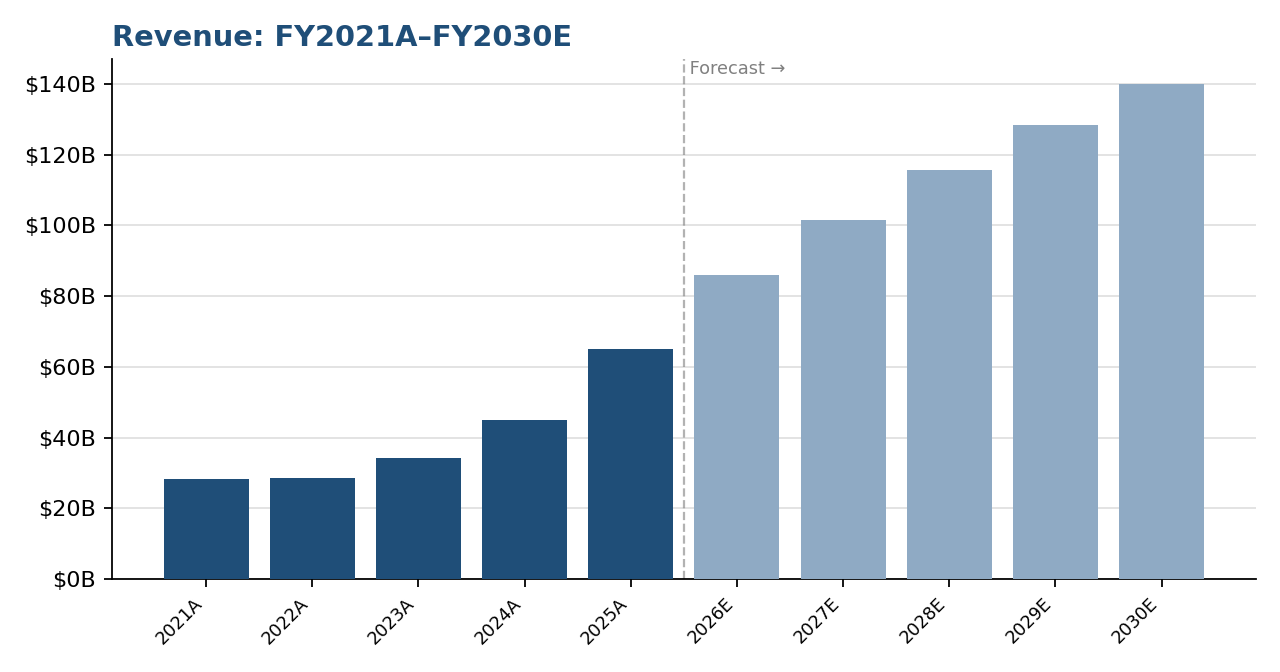 Revenue: FY2021A–FY2030E
Forecast →
$140B
$120B
$100B
$80B
$60B
$40B
$20B
$0B
2021A
2022A
2023A
2024A
2025A
2026E
2027E
2028E
2029E
2030E